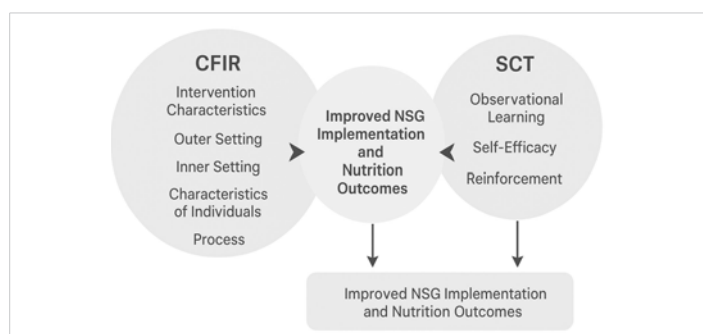 CFIR
Intervention
Characteristics
Outer Setting
Inner Setting
Characteristics
of Individuals
Process
Improved NSG
Implementation
and
Nutrition
Outcomes
SCT
Observational
Learning
Self-Efficacy
Reinforcement
Improved NSG Implementation
and Nutrition Outcomes